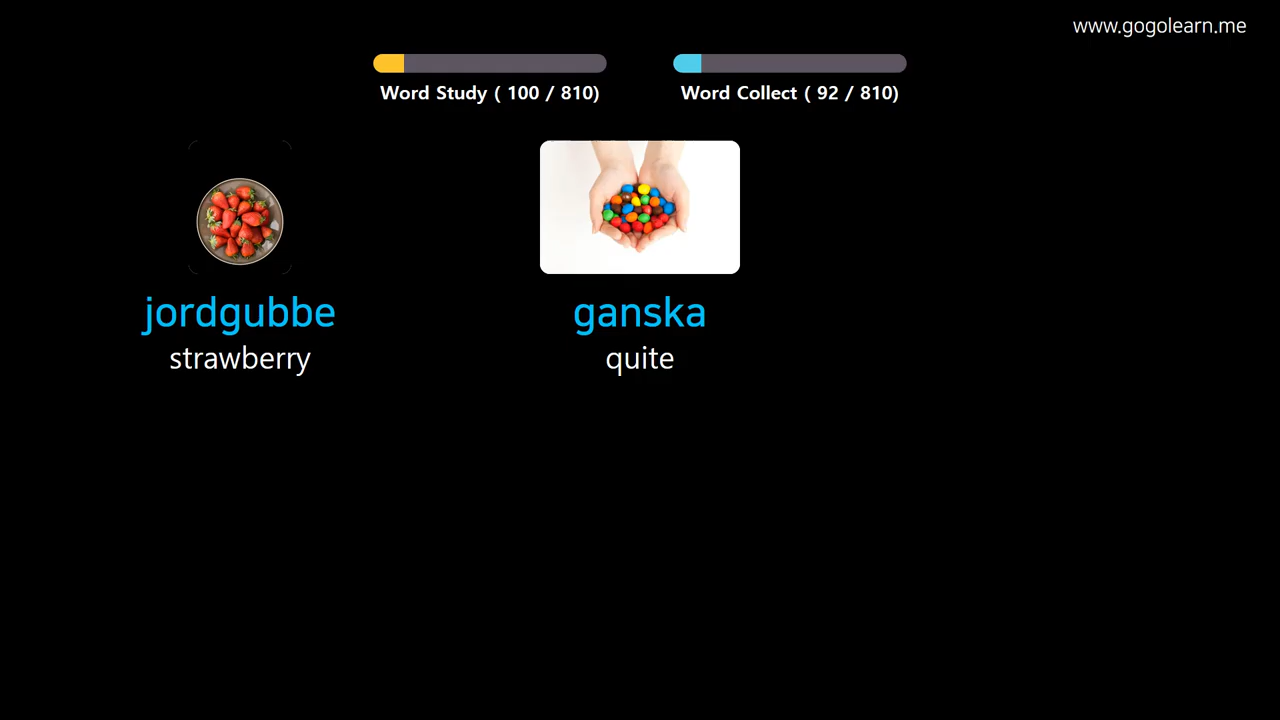 www.gogolearn.me
Word Study ( 100 / 810)
Word Collect ( 92 / 810)
jordgubbe
strawberry
ganska
quite